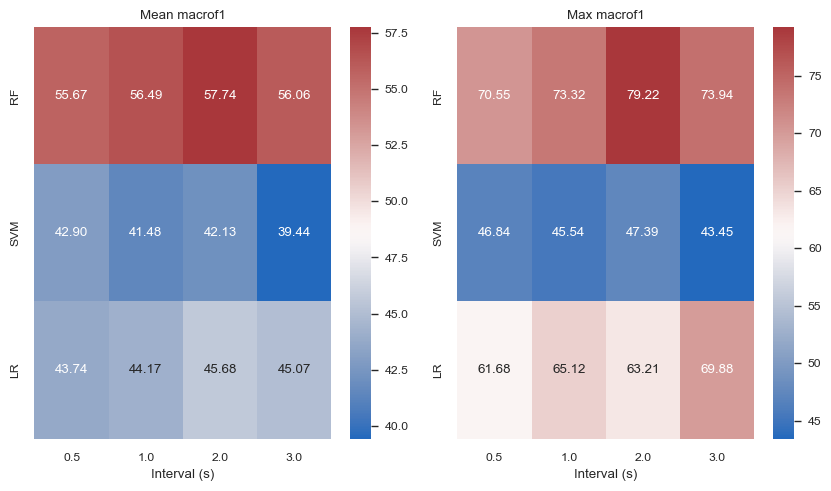 Mean macrof1
Max macrof1
RF
55.67 56.49 57.74 56.06
SVM
42.90 41.48 42.13 39.44
LR
43.74 44.17 45.68 45.07
0.5 1.0 2.0 3.0
Interval (s)
57.5
55.0
52.5
50.0
47.5
45.0
42.5
40.0
RF
70.55 73.32 79.22 73.94
SVM
46.84 45.54 47.39 43.45
LR
61.68 65.12 63.21 69.88
0.5 1.0 2.0 3.0
Interval (s)
75
70
65
60
55
50
45